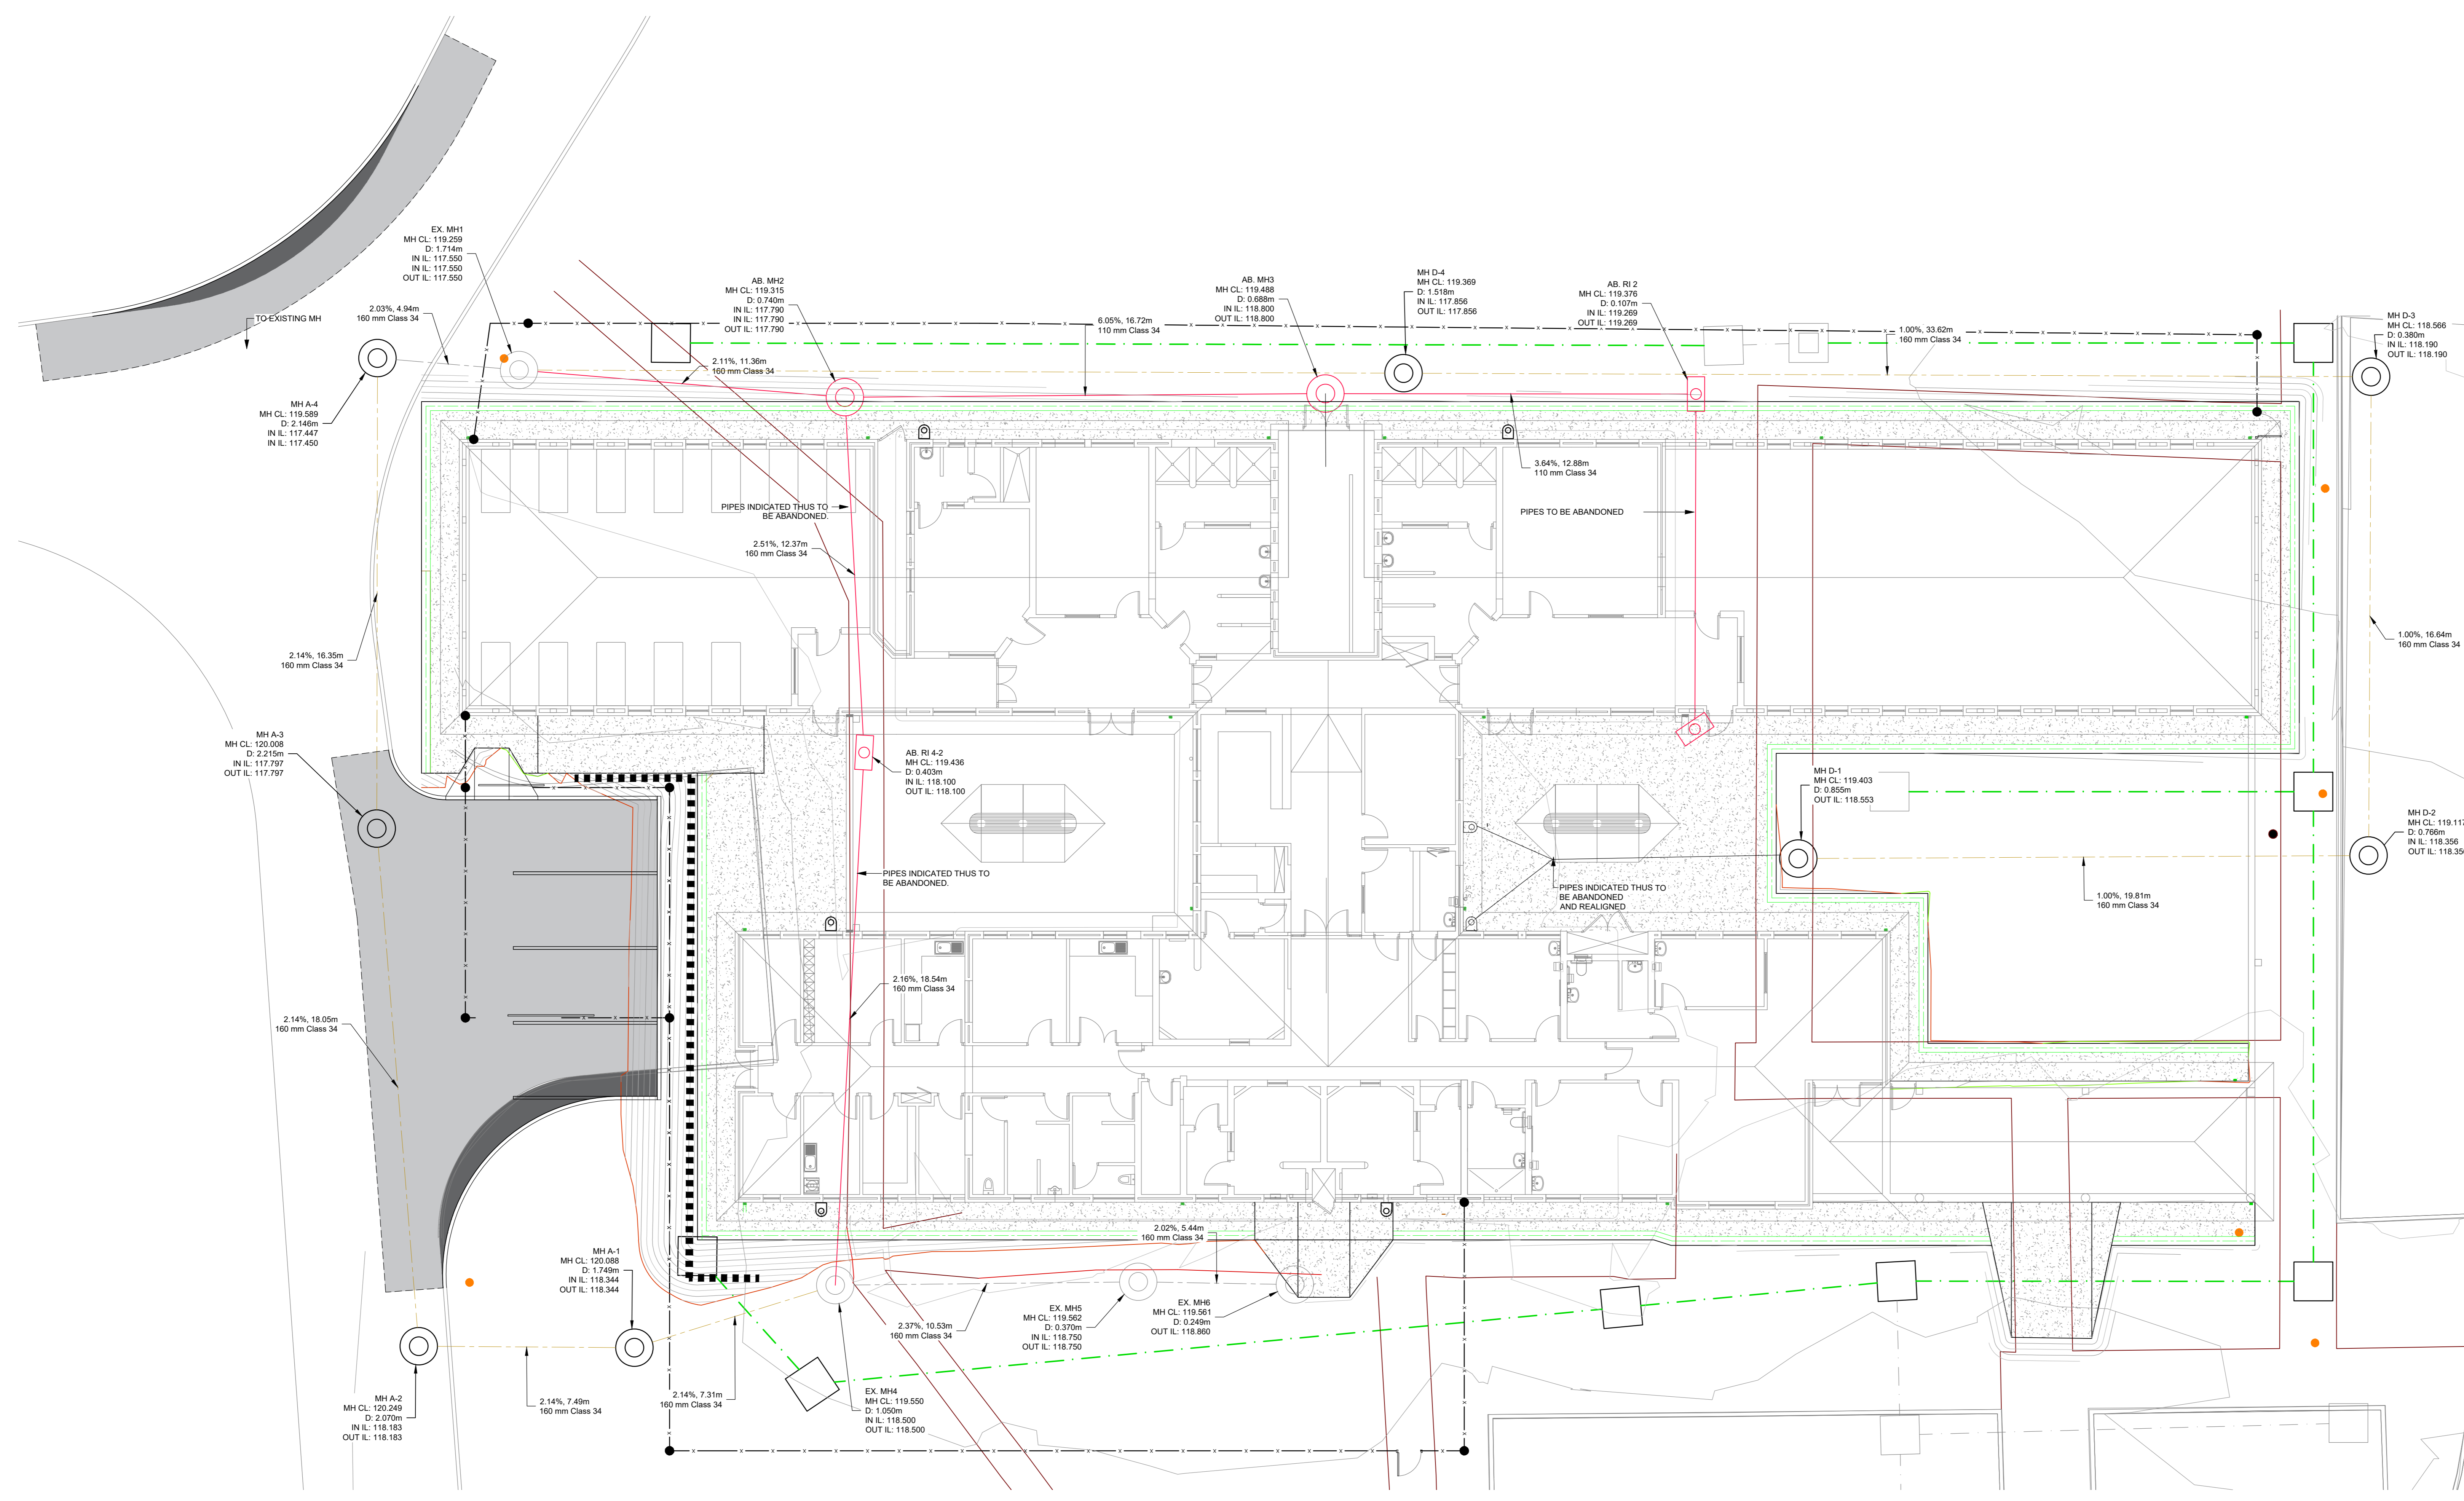 EX. MH1
MH CL: 119.259
D: 1.714m
IN IL: 117.550
IN IL: 117.550
OUT IL: 117.550
2.03%, 4.94m
160 mm Class 34
TO EXISTING MH
AB. MH2
MH CL: 119.315
D: 0.740m
IN IL: 117.790
IN IL: 117.790
OUT IL: 117.790
2.11%, 11.36m
160 mm Class 34
6.05%, 16.72m
110 mm Class 34
AB. MH3
MH CL: 119.488
D: 0.688m
IN IL: 118.800
OUT IL: 118.800
MH D-4
MH CL: 119.369
D: 1.518m
IN IL: 117.856
OUT IL: 117.856
AB. RI 2
MH CL: 119.376
D: 0.107m
IN IL: 119.269
OUT IL: 119.269
1.00%, 33.62m
160 mm Class 34
MH D-3
MH CL: 118.566
D: 0.380m
IN IL: 118.190
OUT IL: 118.190
MH A-4
MH CL: 119.589
D: 2.146m
IN IL: 117.447
IN IL: 117.450
3.64%, 12.88m
110 mm Class 34
PIPES INDICATED THUS TO
BE ABANDONED.
PIPES TO BE ABANDONED
2.51%, 12.37m
160 mm Class 34
2.14%, 16.35m
160 mm Class 34
1.00%, 16.64m
160 mm Class 34
MH A-3
MH CL: 120.008
D: 2.215m
IN IL: 117.797
OUT IL: 117.797
AB. RI 4-2
MH CL: 119.436
D: 0.403m
IN IL: 118.100
OUT IL: 118.100
MH D-1
MH CL: 119.403
D: 0.855m
OUT IL: 118.553
MH D-2
MH CL: 119.117
D: 0.766m
IN IL: 118.356
OUT IL: 118.35
PIPES INDICATED THUS TO
BE ABANDONED.
PIPES INDICATED THUS TO
BE ABANDONED
AND REALIGNED
1.00%, 19.81m
160 mm Class 34
2.16%, 18.54m
160 mm Class 34
2.14%, 18.05m
160 mm Class 34
2.02%, 5.44m
160 mm Class 34
MH A-1
MH CL: 120.088
D: 1.749m
IN IL: 118.344
OUT IL: 118.344
EX. MH5
MH CL: 119.562
D: 0.370m
IN IL: 118.750
OUT IL: 118.750
EX. MH6
MH CL: 119.561
D: 0.249m
OUT IL: 118.860
2.37%, 10.53m
160 mm Class 34
MH A-2
MH CL: 120.249
D: 2.070m
IN IL: 118.183
OUT IL: 118.183
2.14%, 7.49m
160 mm Class 34
2.14%, 7.31m
160 mm Class 34
EX. MH4
MH CL: 119.550
D: 1.050m
IN IL: 118.500
OUT IL: 118.500